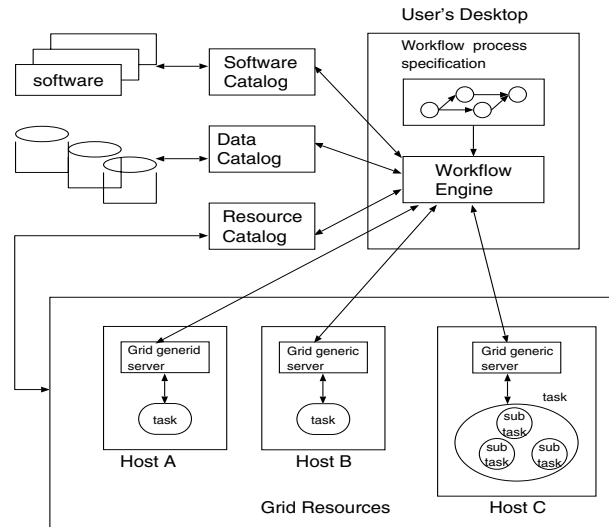 User's Desktop
Workflow process
specification
software
Software
Catalog
Data
Catalog
Workflow
Engine
Resource
Catalog
Grid generid
server
task
Host A
Grid generic
server
task
Host B
Grid generic
server
task
sub
task
sub
task
sub
task
Host C
Grid Resources